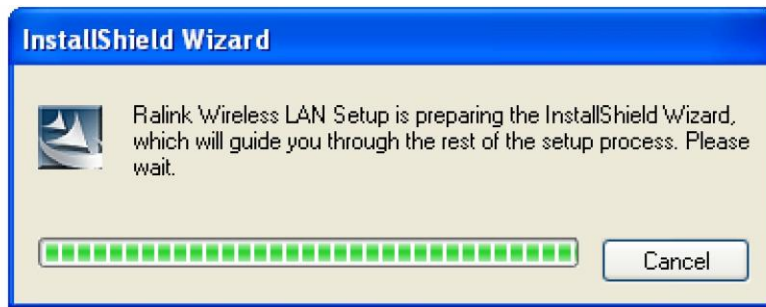 InstallShield Wizard
Ralink Wireless LAN Setup is preparing the InstallShield Wizard,
which will guide you through the rest of the setup process. Please
wait.
Cancel